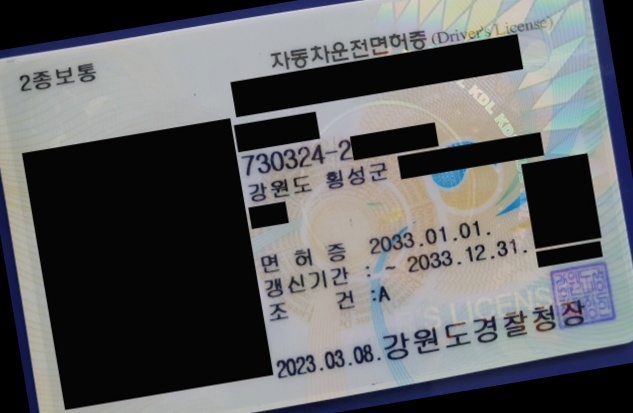 2종보통
자동차운전면허증 (Driver's License)
730324-2
강원도 횡성군
면 허 증 2033.01.01.
갱신기간 : ~ 2033.12.31.
조 건 :A
2023.03.08. 강원도경찰청장